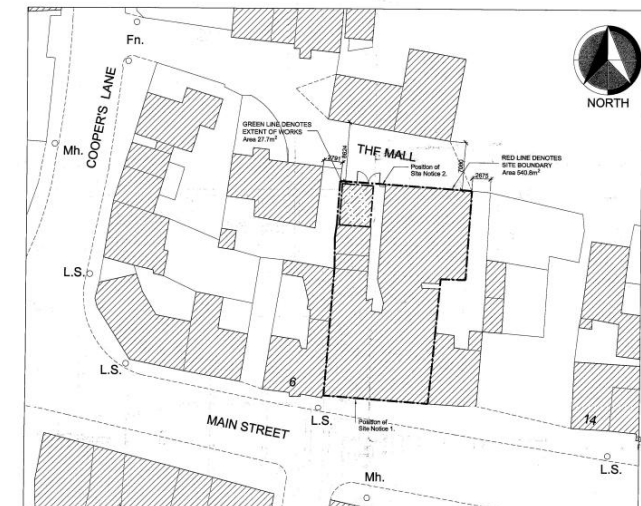 Fn.
COOPER'S LANE
Mh.
NORTH
GREEN LINE DENOTES
EXTENT OF WORKS
Area 27.7m²
THE MALL
Position of
Site Notice 2.
RED LINE DENOTES
SITE BOUNDARY
Area 540.8m²
2675
L.S.
L.S.
6
L.S.
Position of
Site Notice 1.
MAIN STREET
14
L.S.
Mh.